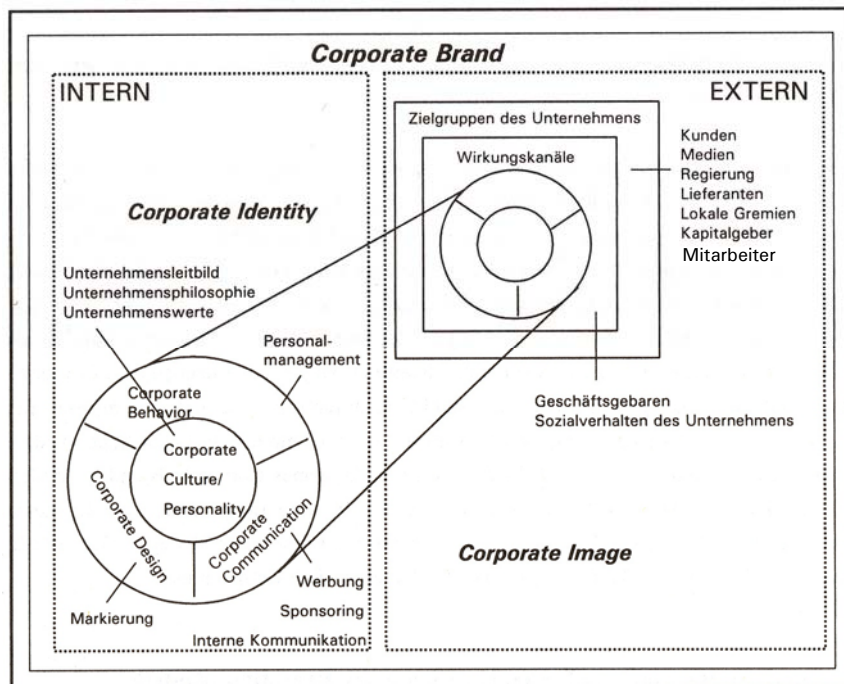 Corporate Brand
INTERN
Corporate Identity
Unternehmensleitbild
Unternehmensphilosophie
Unternehmenswerte
Personal-
management
Corporate
Behavior
Corporate
Culture/
Personality
Corporate Design
Corporate
Communication
Markierung
Werbung
Sponsoring
Interne Kommunikation
EXTERN
Zielgruppen des Unternehmens
Wirkungskanäle
Kunden
Medien
Regierung
Lieferanten
Lokale Gremien
Kapitalgeber
Mitarbeiter
Geschäftsgebaren
Sozialverhalten des Unternehmens
Corporate Image